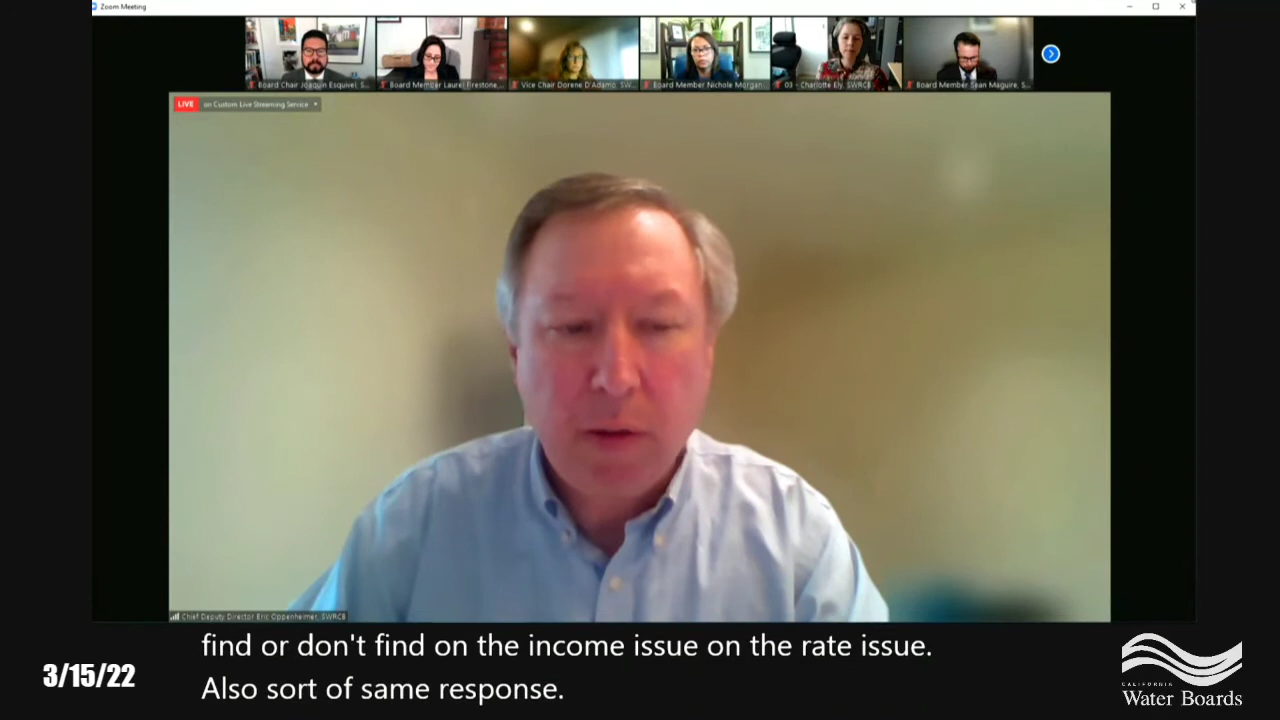 Zoom Meeting
Board Chair Joaquin Esquivel, S...
Board Member Laurel Firestone,...
Vice Chair Dorene D'Adamo, SW...
Board Member Nichole Morgan...
03 - Charlotte Ely, SWRCB
Board Member Sean Maguire, S...
LIVE on Custom Live Streaming Service
Chief Deputy Director Eric Oppenheimer, SWRCB
find or don't find on the income issue on the rate issue.
Also sort of same response.
3/15/22
CALIFORNIA
Water Boards